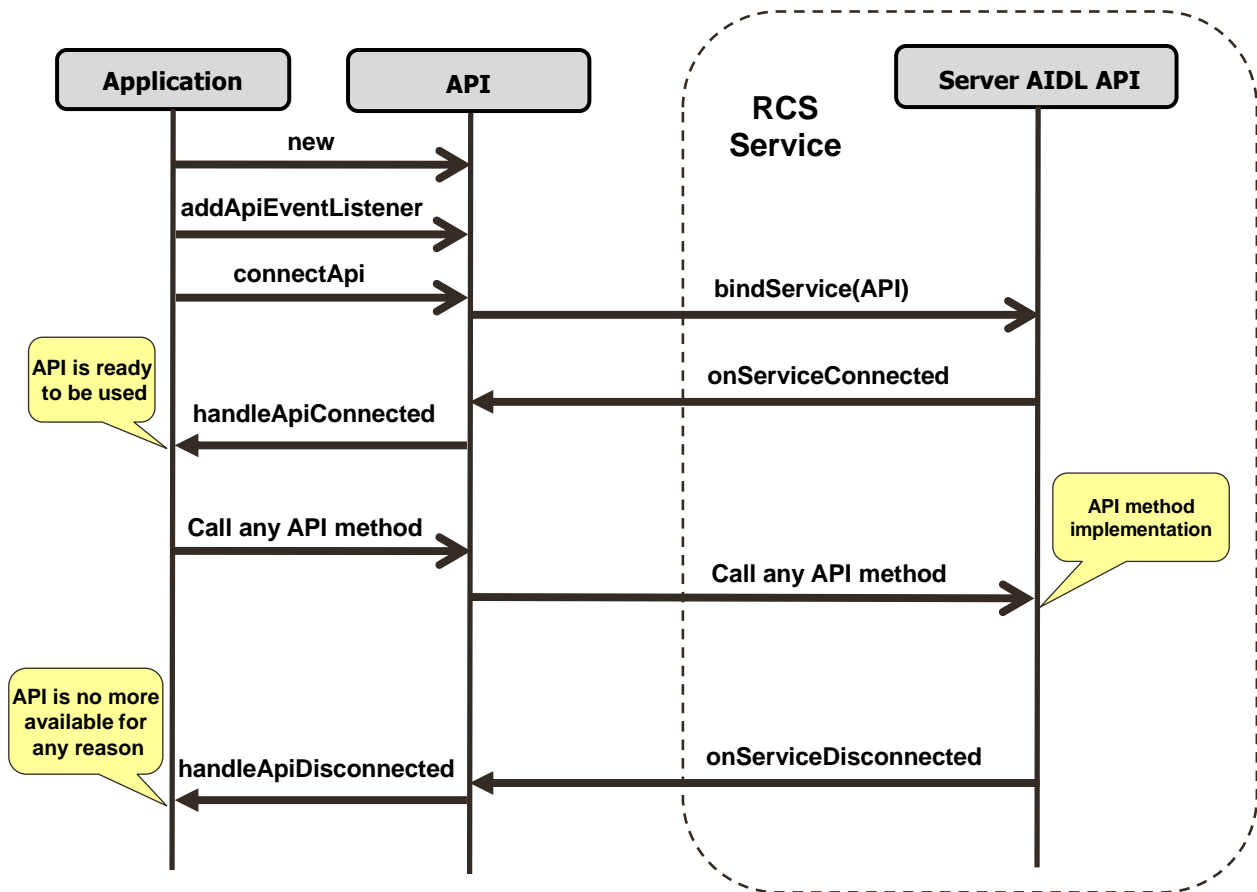 Application
API
Server AIDL API
RCS
Service
new
addApiEventListener
connectApi
bindService(API)
API is ready
to be used
onServiceConnected
handleApiConnected
Call any API method
API method
implementation
Call any API method
API is no more
available for
any reason
onServiceDisconnected
handleApiDisconnected